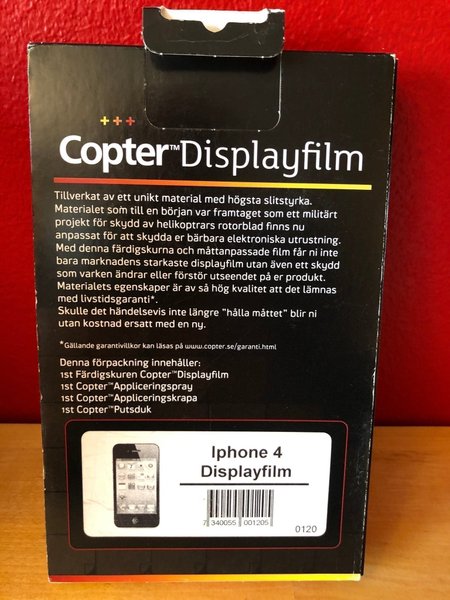 +++
Copter™Displayfilm
Tillverkat av ett unikt material med högsta slitstyrka.
Materialet som till en början var framtaget som ett militärt
projekt för skydd av helikoptrars rotorblad finns nu
anpassat för att skydda er bärbara elektroniska utrustning.
Med denna färdigskurna och måttanpassade film får ni inte
bara marknadens starkaste displayfilm utan även ett skydd
som varken ändrar eller förstör utseendet på er produkt.
Materialets egenskaper är av så hög kvalitet att det lämnas
med livstidsgaranti*.
Skulle det händelsevis inte längre "hålla måttet" blir ni
utan kostnad ersatt med en ny.
*Gällande garantivillkor kan läsas på www.copter.se/garanti.html
Denna förpackning innehåller:
1st Färdigskuren Copter™Displayfilm
1st Copter™Appliceringspray
1st Copter™Appliceringskrapa
1st Copter™Putsduk
Iphone 4
Displayfilm
7 340055 001205
0120